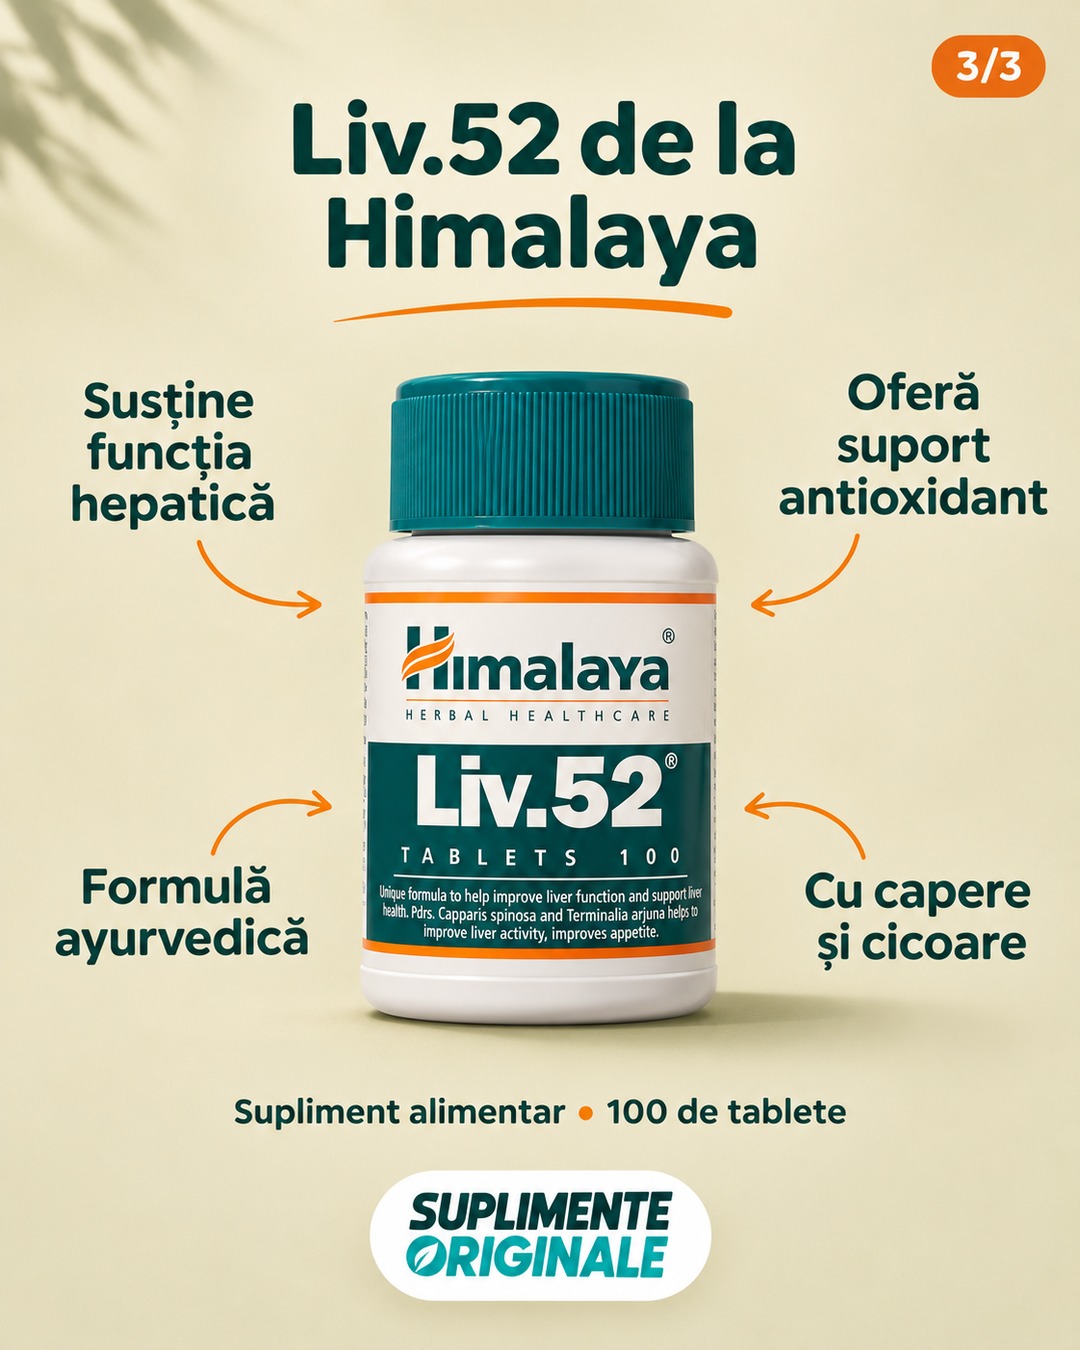 3/3
Liv.52 de la
Himalaya
Susține
funcția
hepatică
Oferă
suport
antioxidant
Himalaya®
HERBAL HEALTHCARE
Liv.52®
TABLETS 100
Unique formula to help improve liver function and support liver
health. Pdrs. Capparis spinosa and Terminalia arjuna helps to
improve liver activity, improves appetite.
Formulă
ayurvedică
Cu capere
și cicoare
Supliment alimentar • 100 de tablete
SUPLIMENTE
ORIGINALE